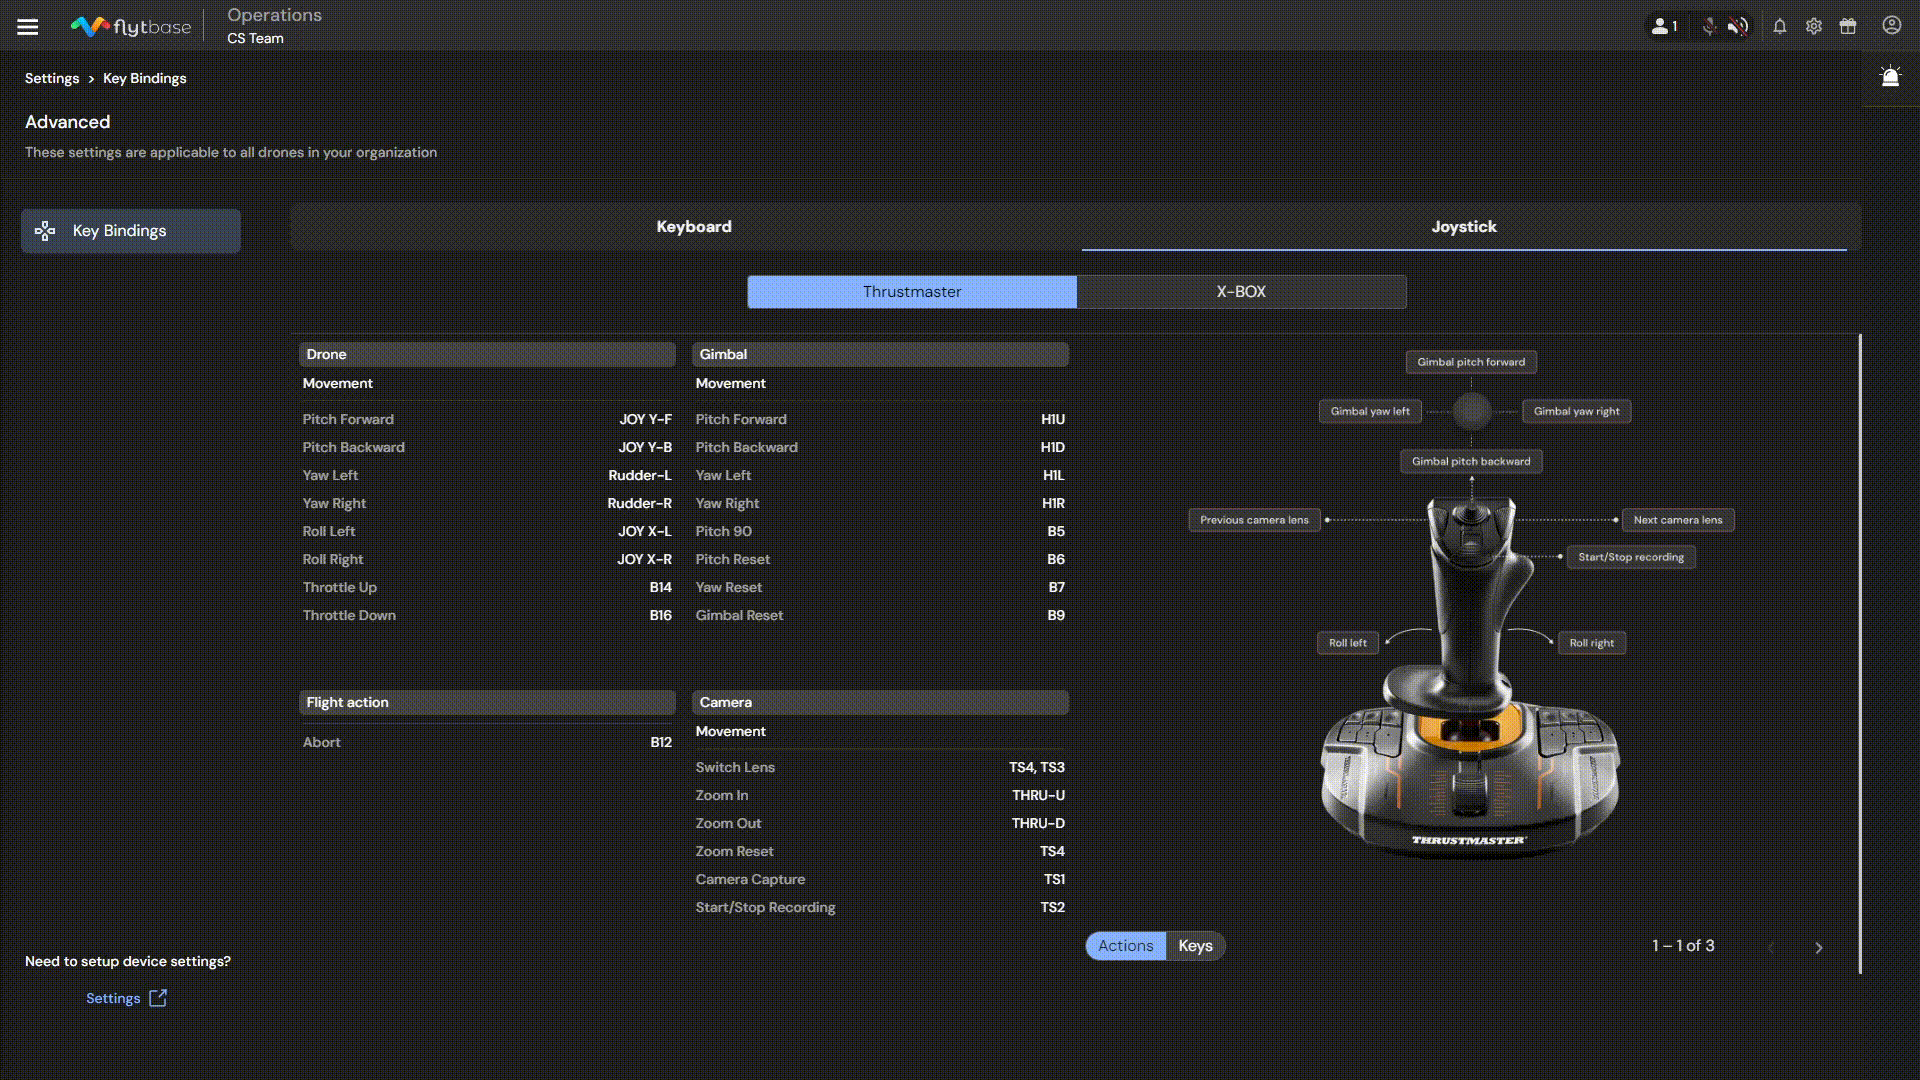 flytbase
Operations
CS Team
1
Settings > Key Bindings
Advanced
These settings are applicable to all drones in your organization
Key Bindings
Keyboard
Joystick
Thrustmaster
X-BOX
Drone
Movement
Pitch Forward JOY Y-F
Pitch Backward JOY Y-B
Yaw Left Rudder-L
Yaw Right Rudder-R
Roll Left JOY X-L
Roll Right JOY X-R
Throttle Up B14
Throttle Down B16
Gimbal
Movement
Pitch Forward H1U
Pitch Backward H1D
Yaw Left H1L
Yaw Right H1R
Pitch 90 B5
Pitch Reset B6
Yaw Reset B7
Gimbal Reset B9
Flight action
Abort B12
Camera
Movement
Switch Lens TS4, TS3
Zoom In THRU-U
Zoom Out THRU-D
Zoom Reset TS4
Camera Capture TS1
Start/Stop Recording TS2
Gimbal pitch forward
Gimbal yaw left
Gimbal yaw right
Gimbal pitch backward
Previous camera lens
Next camera lens
Start/Stop recording
Roll left
Roll right
THRUSTMASTER
Actions
Keys
1 – 1 of 3
Need to setup device settings?
Settings